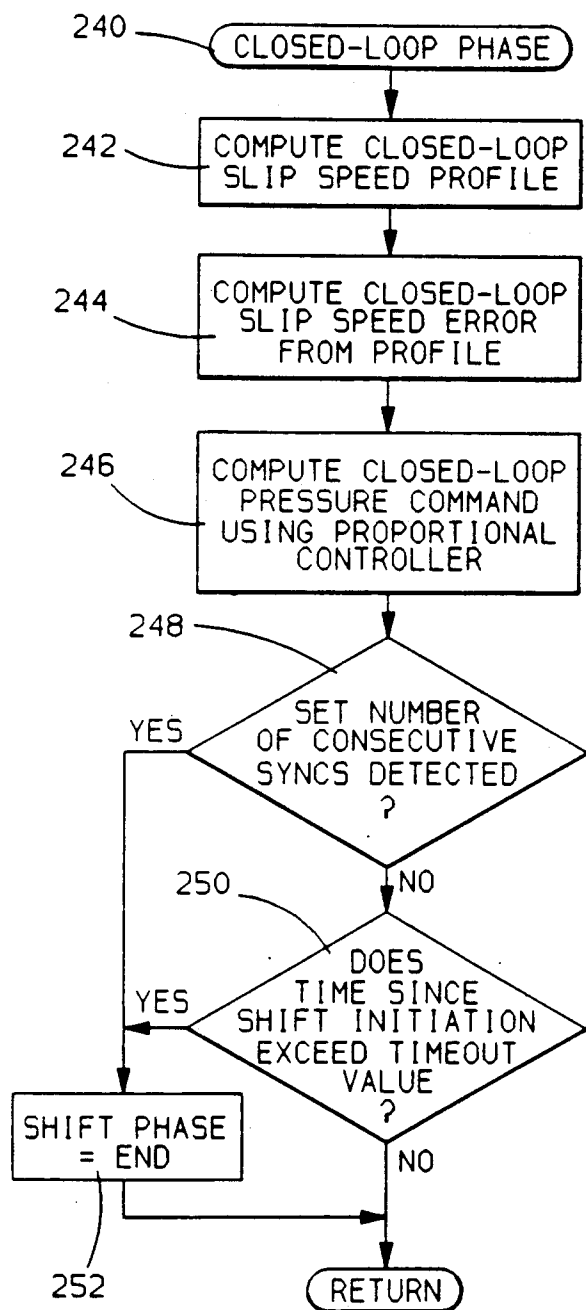 240
CLOSED-LOOP PHASE
242
COMPUTE CLOSED-LOOP
SLIP SPEED PROFILE
244
COMPUTE CLOSED-LOOP
SLIP SPEED ERROR
FROM PROFILE
246
COMPUTE CLOSED-LOOP
PRESSURE COMMAND
USING PROPORTIONAL
CONTROLLER
248
SET NUMBER
OF CONSECUTIVE
SYNCS DETECTED
?
YES
NO
250
DOES
TIME SINCE
SHIFT INITIATION
EXCEED TIMEOUT
VALUE
?
YES
NO
SHIFT PHASE
= END
252
RETURN